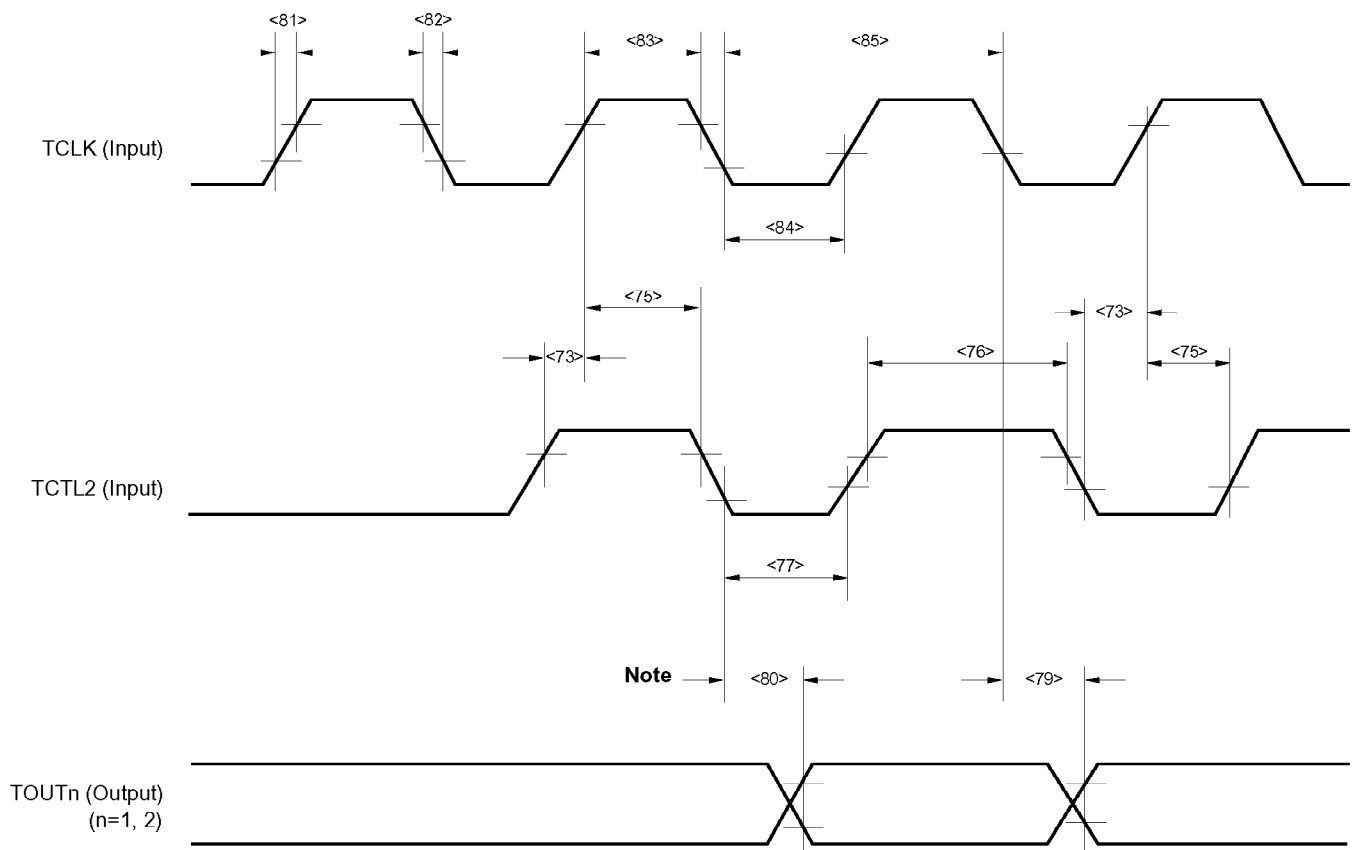 <81> <82> <83> <85>
TCLK (Input)
<84>
<75> <73>
<73> <76> <75>
TCTL2 (Input)
<77>
Note <80> <79>
TOUTn (Output)
(n=1, 2)